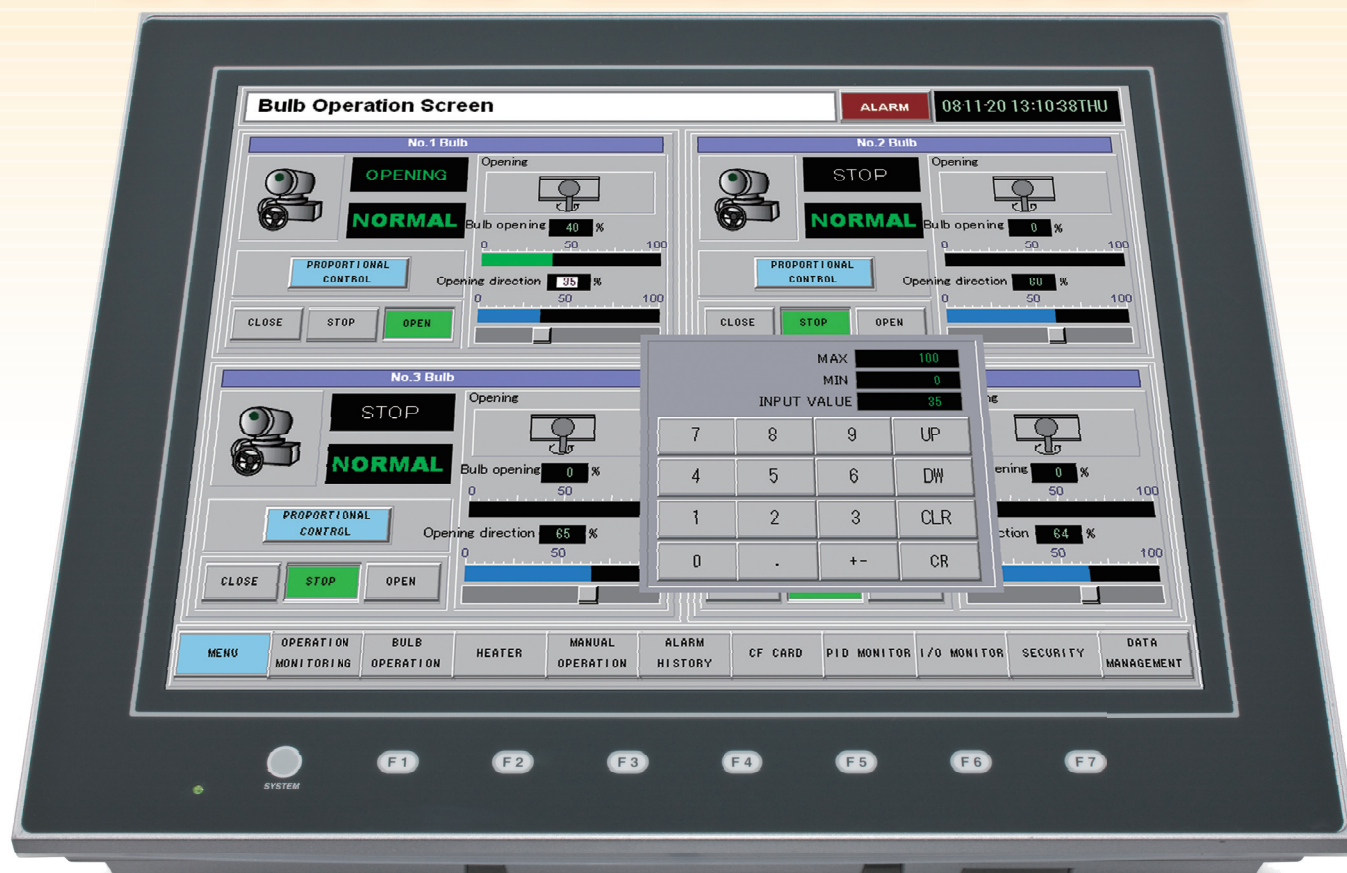 Bulb Operation Screen
ALARM
08-11-20 13:10:38THU
No.1 Bulb
OPENING
NORMAL
Opening
Bulb opening 40 %
0 50 100
PROPORTIONAL
CONTROL
Opening direction 35 %
0 50 100
CLOSE STOP OPEN
No.2 Bulb
STOP
NORMAL
Opening
Bulb opening 0 %
0 50 100
PROPORTIONAL
CONTROL
Opening direction %
0 50 100
CLOSE STOP OPEN
No.3 Bulb
STOP
NORMAL
Opening
Bulb opening 0 %
0 50
PROPORTIONAL
CONTROL
Opening direction 65 %
0 50
CLOSE STOP OPEN
MAX 100
MIN 0
INPUT VALUE 35
7 8 9 UP
4 5 6 DW
1 2 3 CLR
0 . +- CR
ng
ening 0 %
50 100
ction 64 %
50 100
MENU
OPERATION
MONITORING
BULB
OPERATION
HEATER
MANUAL
OPERATION
ALARM
HISTORY
CF CARD
PID MONITOR
I/O MONITOR
SECURITY
DATA
MANAGEMENT
SYSTEM
F1 F2 F3 F4 F5 F6 F7